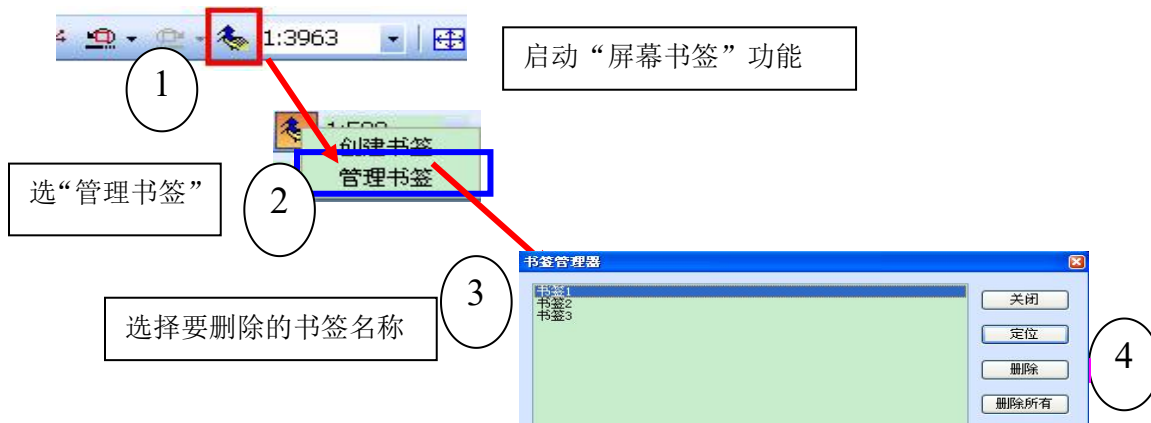 1:3963
启动“屏幕书签”功能
1
创建书签
管理书签
选“管理书签”
2
书签管理器
3
书签1
书签2
书签3
关闭
定位
删除
删除所有
选择要删除的书签名称
4